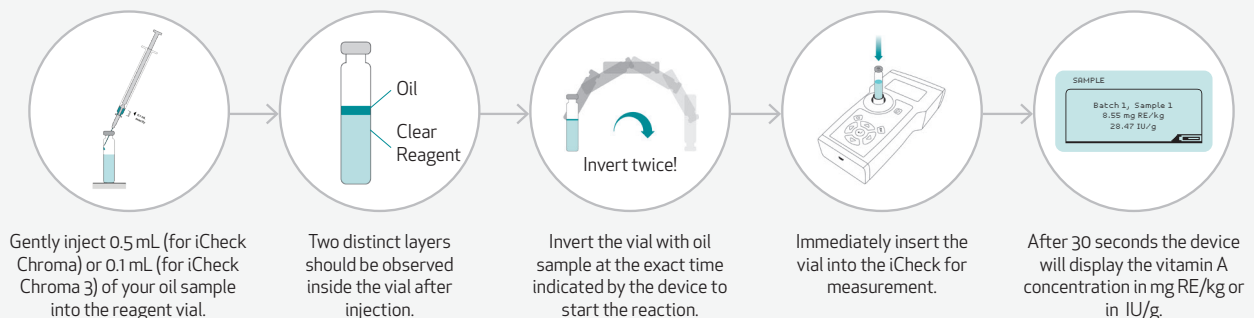 Oil
Clear
Reagent
Invert twice!
SAMPLE
Batch 1, Sample 1
8.55 mg RE/kg
28.47 IU/g
Gently inject 0.5 mL (for iCheck
Chroma) or 0.1 mL (for iCheck
Chroma 3) of your oil sample
into the reagent vial.
Two distinct layers
should be observed
inside the vial after
injection.
Invert the vial with oil
sample at the exact time
indicated by the device to
start the reaction.
Immediately insert the
vial into the iCheck for
measurement.
After 30 seconds the device
will display the vitamin A
concentration in mg RE/kg or
in IU/g.